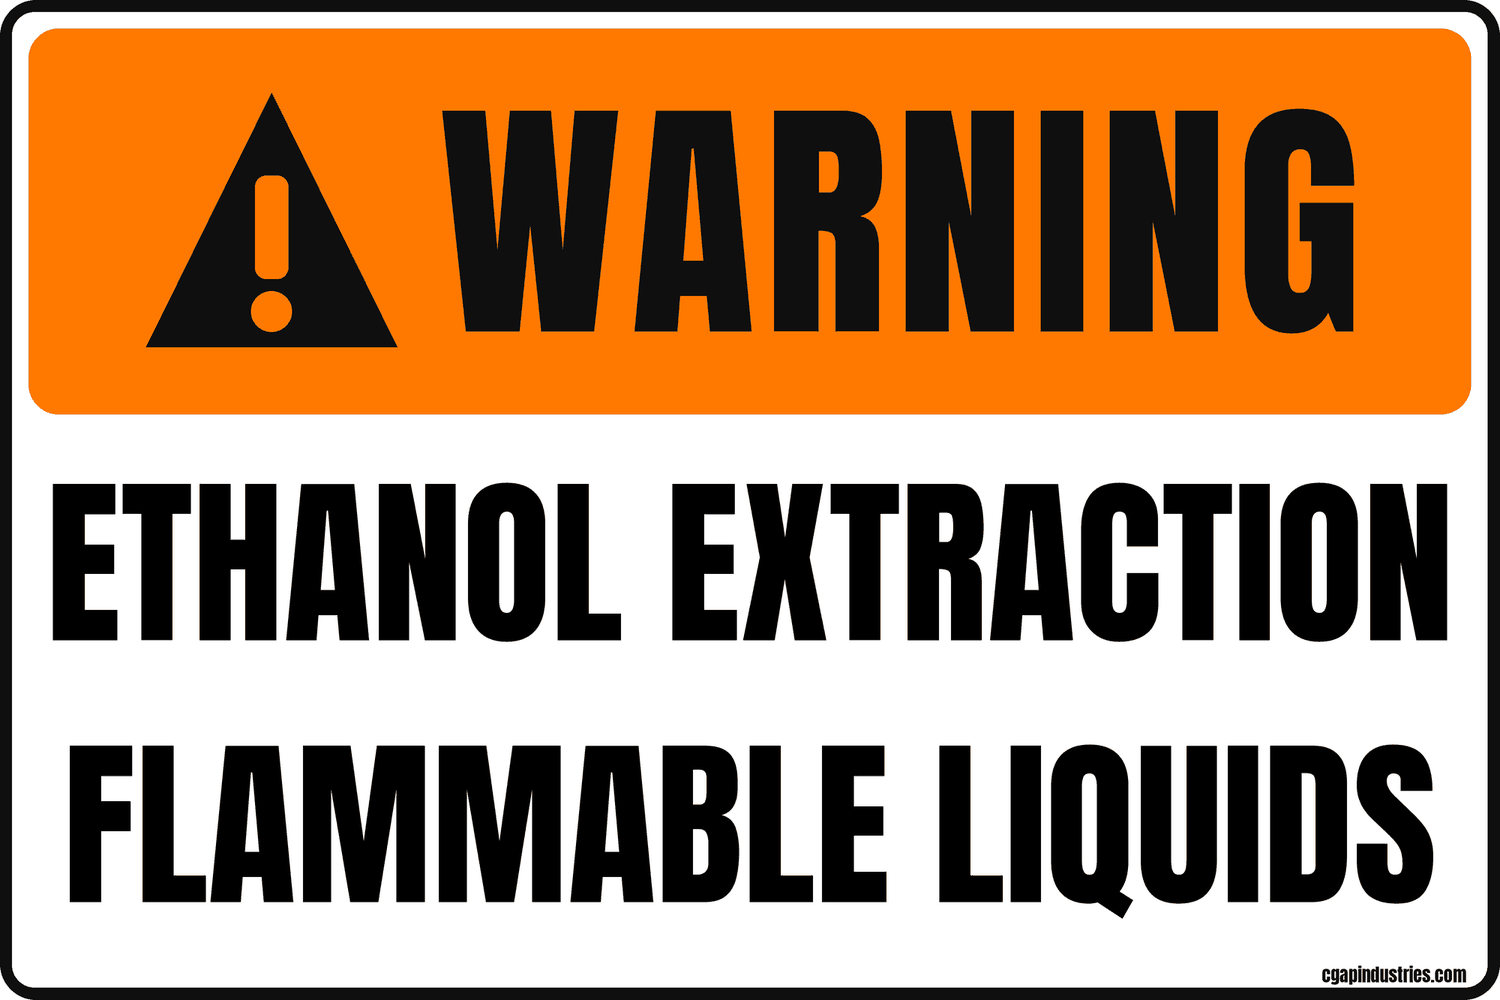 WARNING
ETHANOL EXTRACTION
FLAMMABLE LIQUIDS
cgapindustries.com